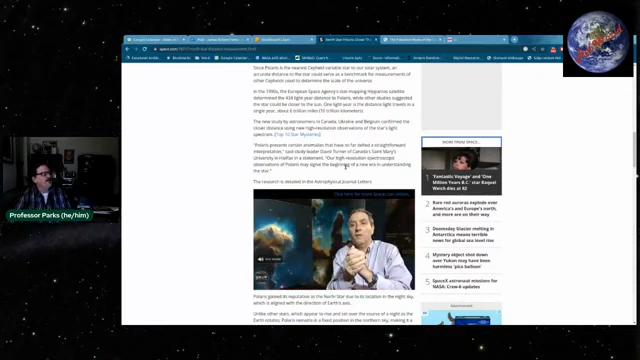 Since Polaris is the nearest Cepheid variable star to our solar system, an
accurate distance to the star could serve as a benchmark for measurements of
other Cepheids used to determine the scale of the universe.
In the 1990s, the European Space Agency's star mapping Hipparcos satellite
determined the 434 light-year distance to Polaris, while other studies suggested
the star could be closer to the sun. One light-year is the distance light travels in a
single year, about 6 trillion miles (10 trillion kilometers).
The new study by astronomers in Canada, Ukraine and Belgium confirmed
the closer distance using new high-resolution observations of the star's light
spectrum. [Top 10 Star Mysteries]
"Polaris presents certain anomalies that have so far defied a straightforward
interpretation," said study leader David Turner of Canada's Saint Mary's
University in Halifax in a statement. "Our high-resolution spectroscopic
observations of Polaris may signal the beginning of a new era in understanding
the star."
The research is detailed in the Astrophysical Journal Letters
Polaris gained its reputation as the North Star due to its location in the night sky,
which is aligned with the direction of Earth's axis.
Unlike other stars, which appear to rise and set over the course of a night as the
Earth rotates, Polaris remains in a fixed position in the northern sky, making it a
MORE FROM SPACE...
1 'Fantastic Voyage' and 'One
Million Years B.C.' star Raquel
Welch dies at 82
2 Rare red auroras explode over
America's and Europe's north,
and more are on their way
3 Doomsday Glacier melting in
Antarctica means terrible
news for global sea level rise
4 Mystery object shot down
over Yukon may have been
harmless 'pico balloon'
5 SpaceX astronaut missions for
NASA: Crew-6 updates
Advertisement
Professor Parks (he/him)